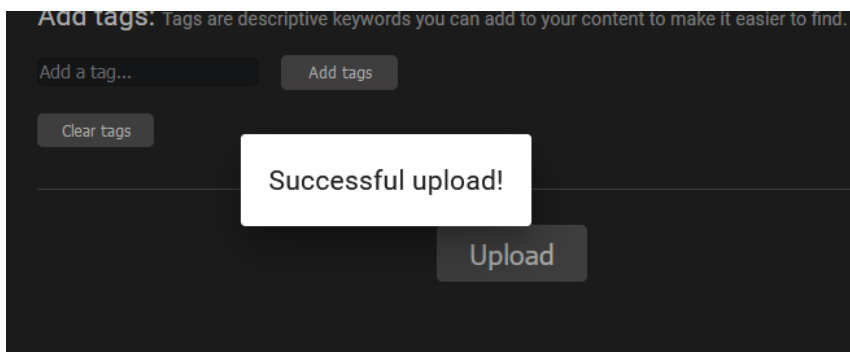 Add tags: Tags are descriptive keywords you can add to your content to make it easier to find.
Add a tag...
Add tags
Clear tags
Successful upload!
Upload